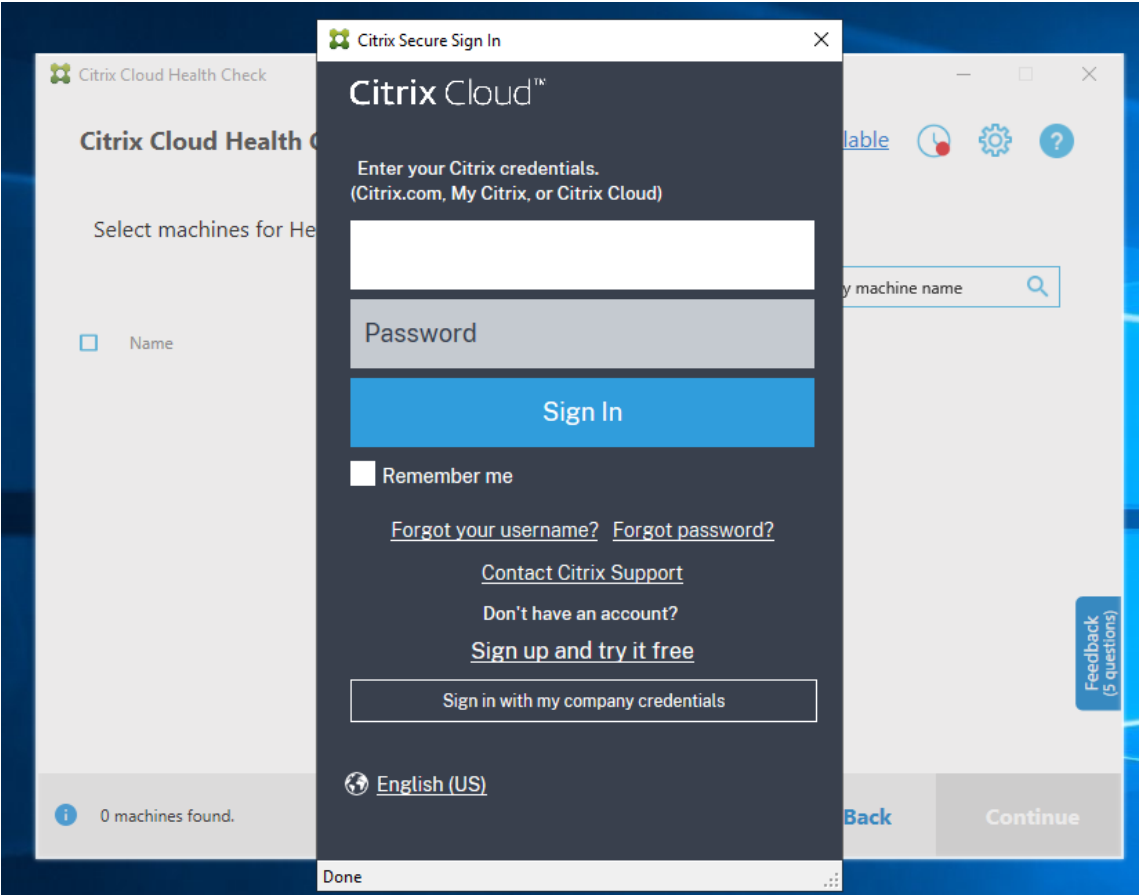 Citrix Secure Sign In
Citrix Cloud Health Check
Citrix Cloud™
Citrix Cloud Health
lable
?
Enter your Citrix credentials.
(Citrix.com, My Citrix, or Citrix Cloud)
Select machines for He
y machine name
Password
Name
Sign In
Remember me
Forgot your username? Forgot password?
Contact Citrix Support
Don't have an account?
Sign up and try it free
Feedback
(5 questions)
Sign in with my company credentials
English (US)
i
0 machines found.
Back
Continue
Done